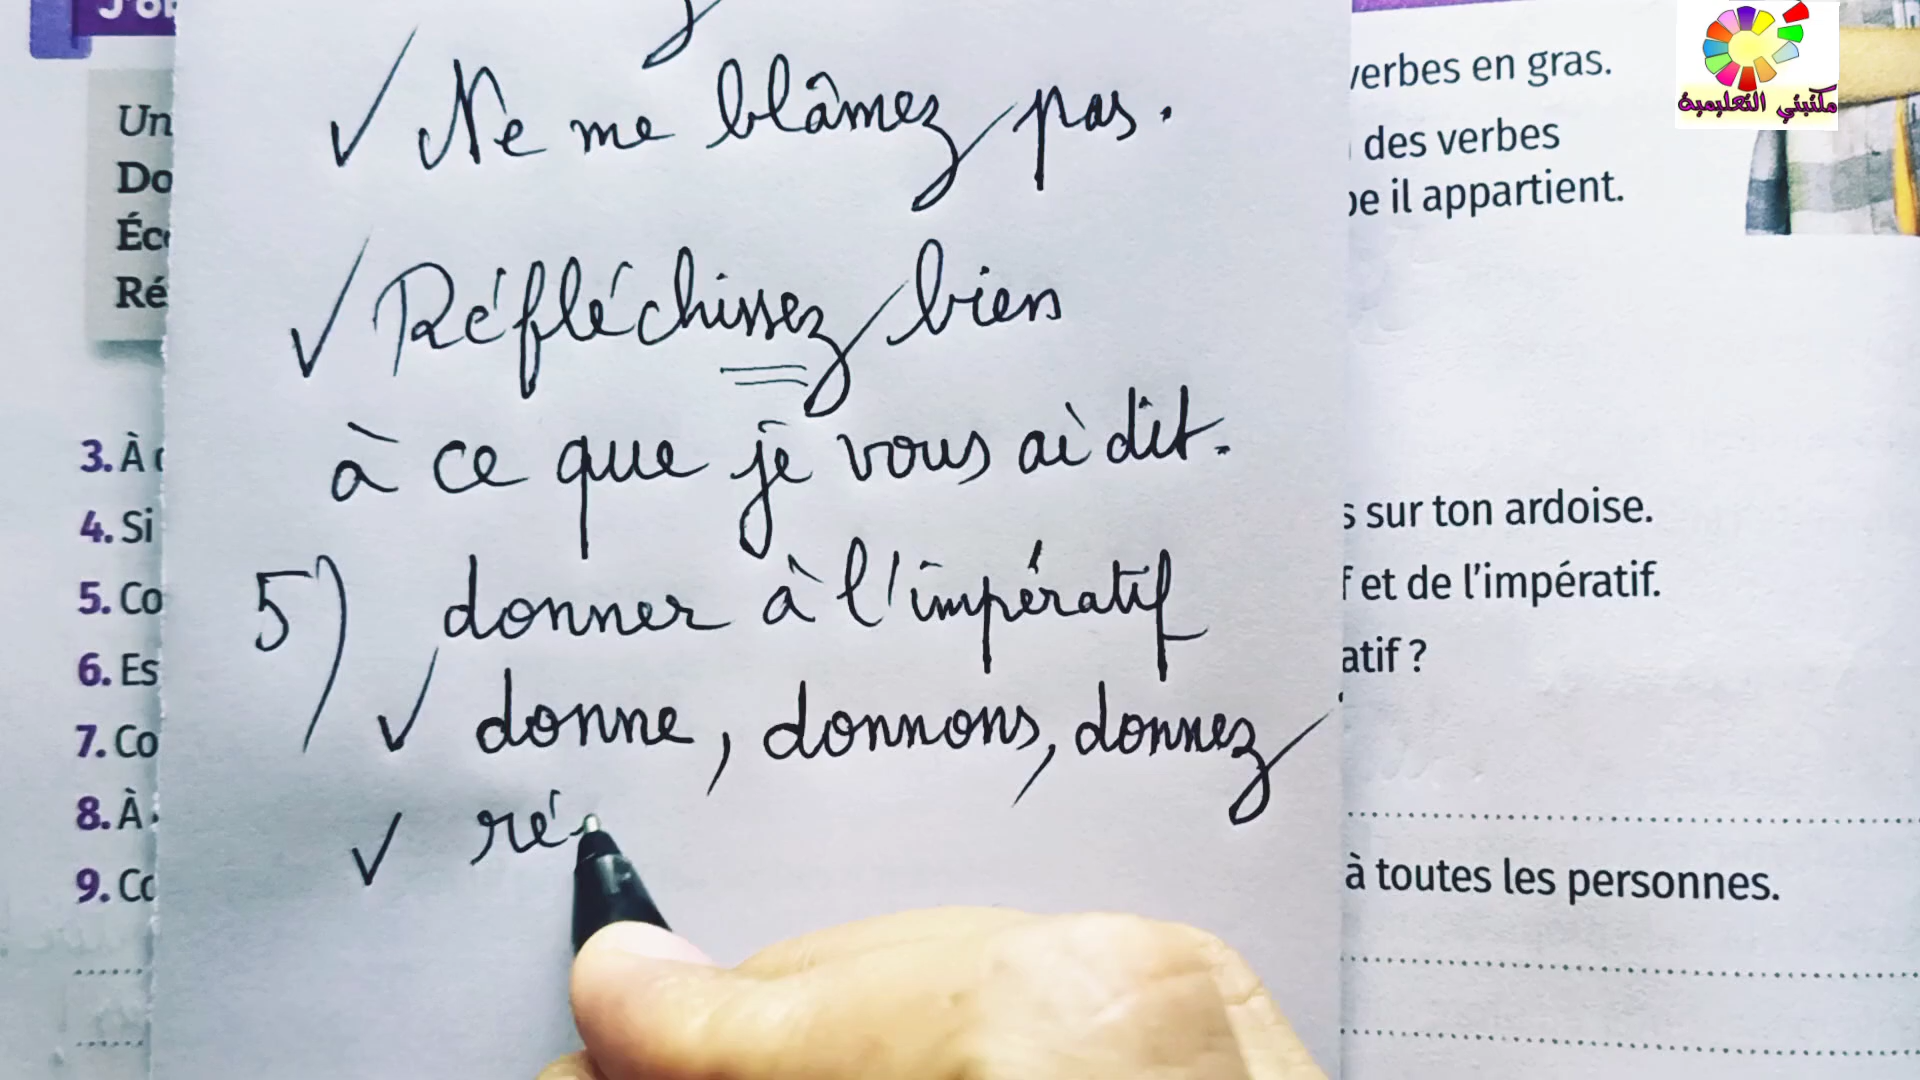 J'o
Un
Do
Éc
Ré
3. À
4. Si
5. Co
6. Es
7. Co
8. À
9. Co
✓ Ne me blâmez pas.
✓ Réfléchissez bien
à ce que je vous ai dit.
5) donner à l'impératif
✓ donne, donnons, donnez
✓ ré
verbes en gras.
des verbes
il appartient.
sur ton ardoise.
et de l'impératif.
atif ?
à toutes les personnes.
مكتبتي التعليمية